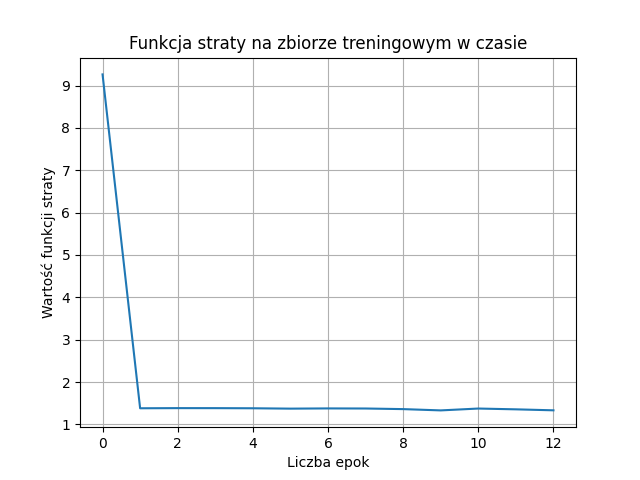 Funkcja straty na zbiorze treningowym w czasie
9
8
7
6
5
4
3
2
1
Wartość funkcji straty
0 2 4 6 8 10 12
Liczba epok